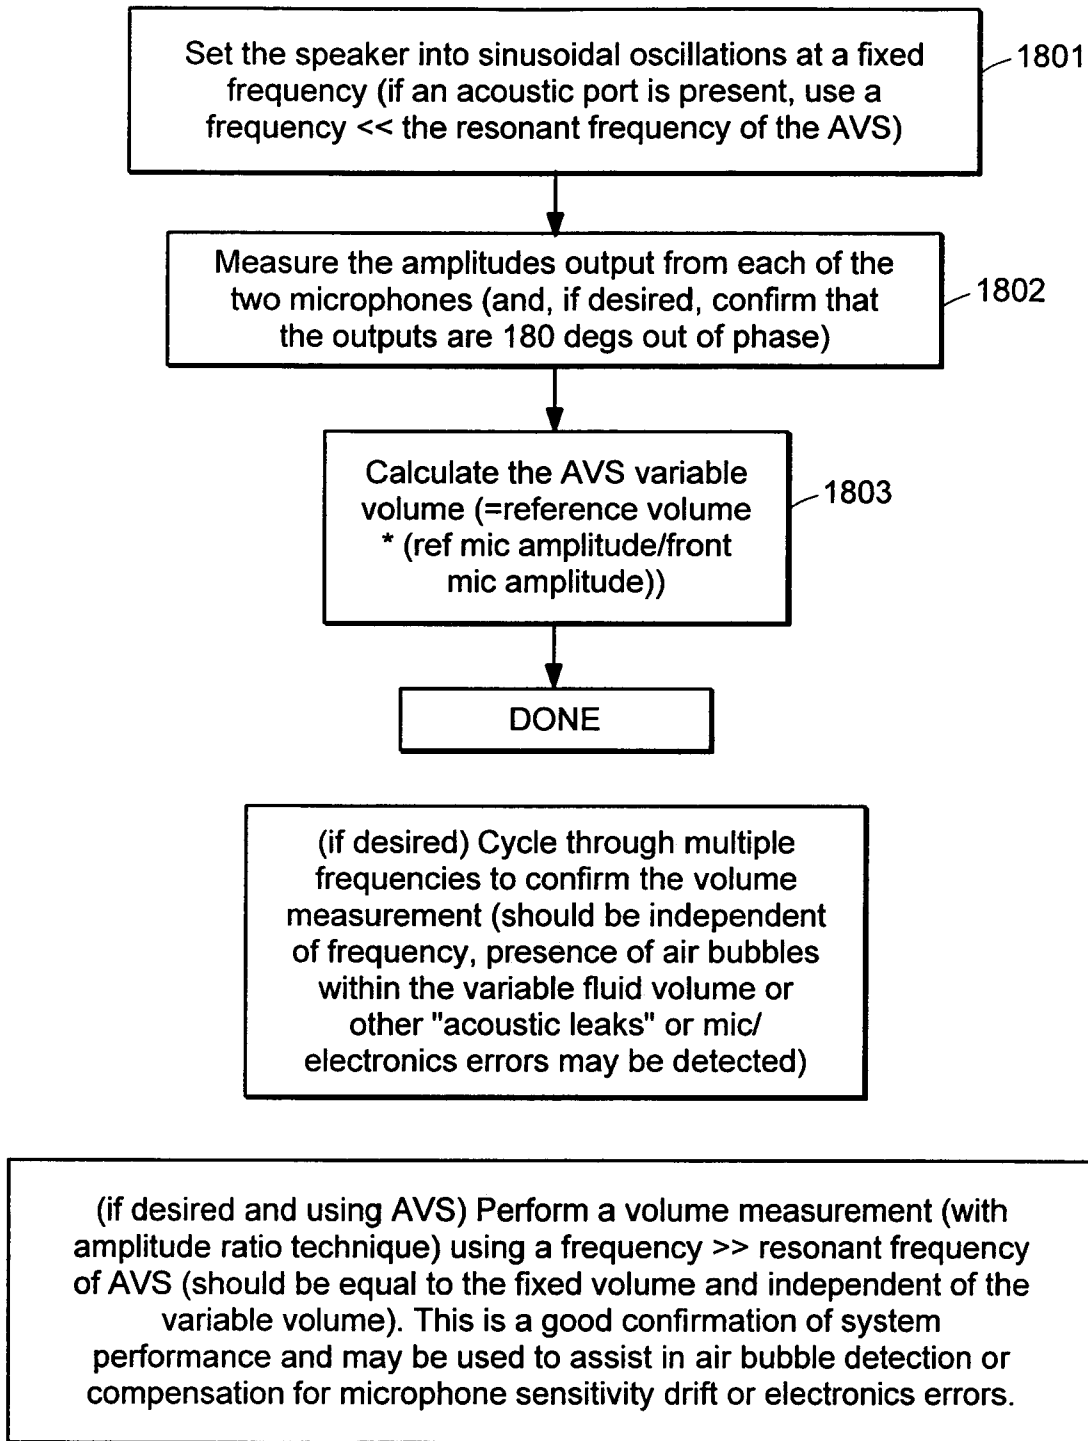 Set the speaker into sinusoidal oscillations at a fixed
frequency (if an acoustic port is present, use a
frequency << the resonant frequency of the AVS)
1801
Measure the amplitudes output from each of the
two microphones (and, if desired, confirm that
the outputs are 180 degs out of phase)
1802
Calculate the AVS variable
volume (=reference volume
* (ref mic amplitude/front
mic amplitude))
1803
DONE
(if desired) Cycle through multiple
frequencies to confirm the volume
measurement (should be independent
of frequency, presence of air bubbles
within the variable fluid volume or
other "acoustic leaks" or mic/
electronics errors may be detected)
(if desired and using AVS) Perform a volume measurement (with
amplitude ratio technique) using a frequency >> resonant frequency
of AVS (should be equal to the fixed volume and independent of the
variable volume). This is a good confirmation of system
performance and may be used to assist in air bubble detection or
compensation for microphone sensitivity drift or electronics errors.